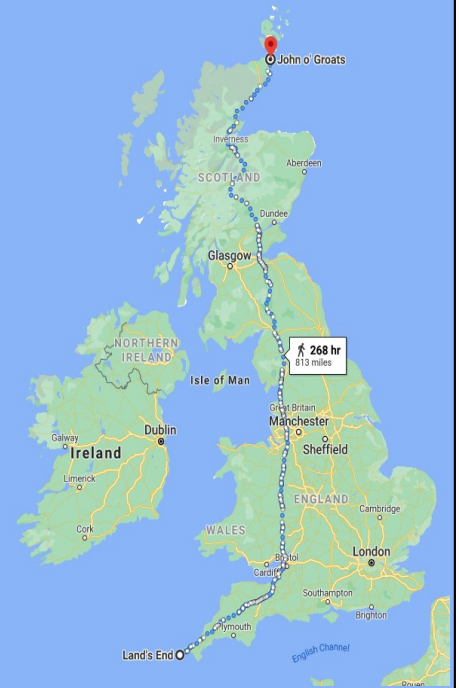 John o' Groats
Inverness
Aberdeen
SCOTLAND
Dundee
Glasgow
NORTHERN
IRELAND
268 hr
813 miles
Isle of Man
Great Britain
Manchester
Dublin
Galway
Ireland
Sheffield
Limerick
ENGLAND
Cambridge
Cork
WALES
London
Bristol
Cardiff
Southampton
Brighton
Plymouth
Land's End
English Channel
Rouen